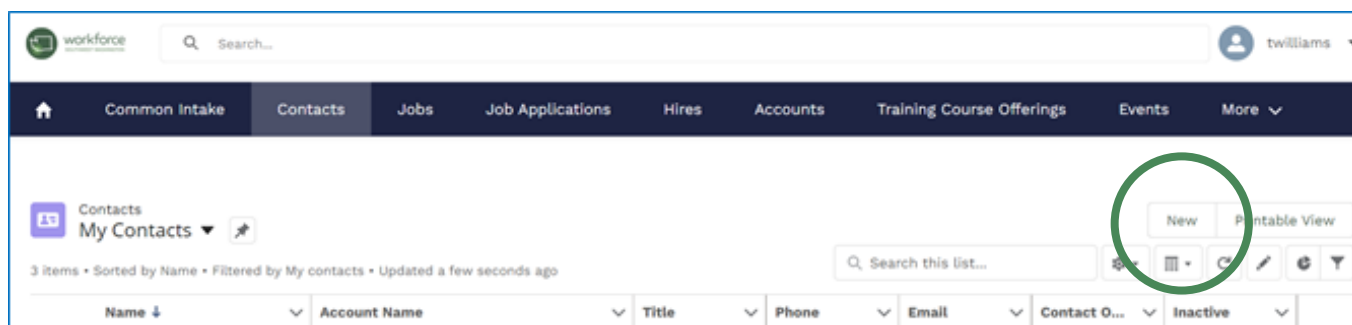 workforce
Search...
twilliams
Common Intake Contacts Jobs Job Applications Hires Accounts Training Course Offerings Events More
Contacts
My Contacts
New Printable View
3 items • Sorted by Name • Filtered by My contacts • Updated a few seconds ago
Search this list...
Name Account Name Title Phone Email Contact O... Inactive